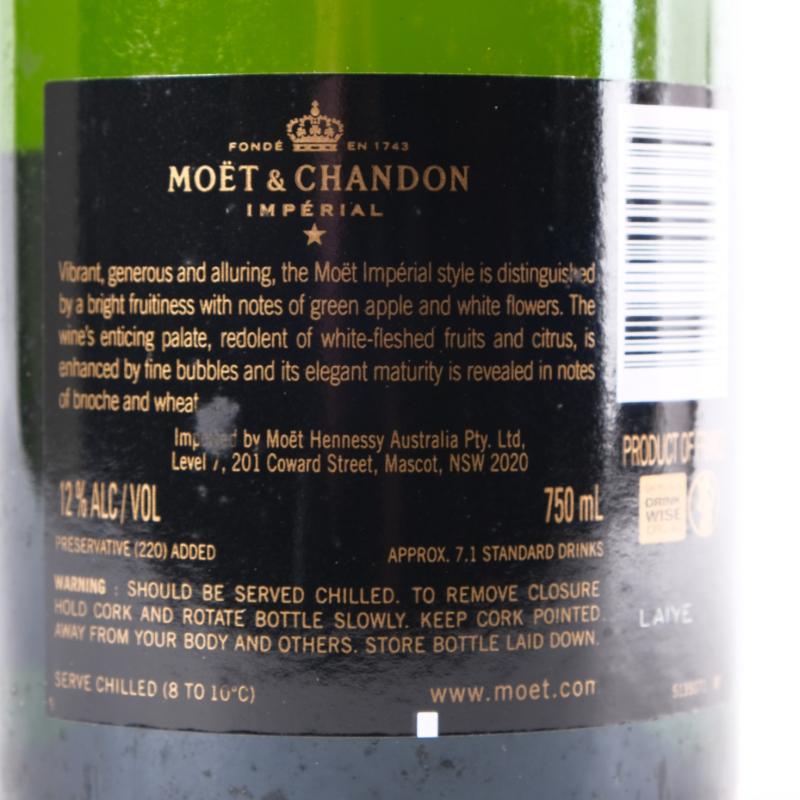 FONDÉ EN 1743
MOËT & CHANDON
IMPÉRIAL
Vibrant, generous and alluring, the Moët Impérial style is distinguished
by a bright fruitiness with notes of green apple and white flowers. The
wine's enticing palate, redolent of white-fleshed fruits and citrus, is
enhanced by fine bubbles and its elegant maturity is revealed in notes
of brioche and wheat
Imported by Moët Hennessy Australia Pty. Ltd,
Level 7, 201 Coward Street, Mascot, NSW 2020
12% ALC/VOL
750 mL
PRESERVATIVE (220) ADDED
APPROX. 7.1 STANDARD DRINKS
WARNING : SHOULD BE SERVED CHILLED. TO REMOVE CLOSURE
HOLD CORK AND ROTATE BOTTLE SLOWLY. KEEP CORK POINTED
AWAY FROM YOUR BODY AND OTHERS. STORE BOTTLE LAID DOWN.
SERVE CHILLED (8 TO 10°C)
www.moet.com
PRODUCT OF
DRINK
WISE
LAIYE